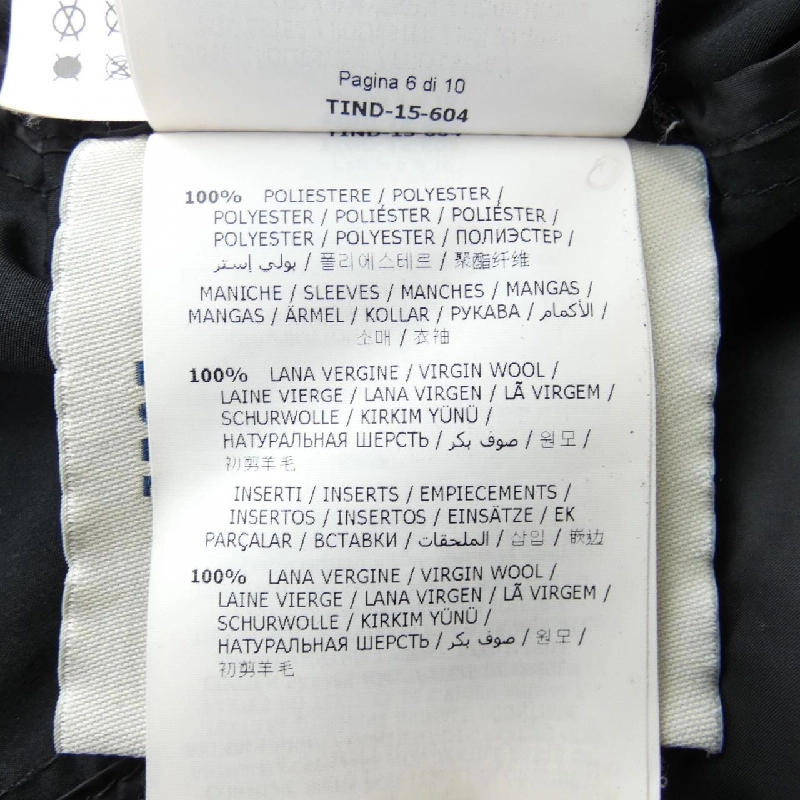 Pagina 6 di 10
TIND-15-604
TIND-15-604
100% POLIESTERE / POLYESTER /
POLYESTER / POLIÉSTER / POLIÉSTER /
POLYESTER / POLYESTER / ПОЛИЭСТЕР /
بولي إستر / 폴리에스테르 / 聚酯纤维
MANICHE / SLEEVES / MANCHES / MANGAS /
MANGAS / ÄRMEL / KOLLAR / РУКАВА / الأكمام /
소매 / 衣袖
100% LANA VERGINE / VIRGIN WOOL /
LAINE VIERGE / LANA VIRGEN / LÃ VIRGEM /
SCHURWOLLE / KIRKIM YÜNÜ /
НАТУРАЛЬНАЯ ШЕРСТЬ / صوف بكر / 원모 /
初剪羊毛
INSERTI / INSERTS / EMPIECEMENTS /
INSERTOS / INSERTOS / EINSÄTZE / EK
PARÇALAR / ВСТАВКИ / الملحقات / 삽입 / 嵌边
100% LANA VERGINE / VIRGIN WOOL /
LAINE VIERGE / LANA VIRGEN / LÃ VIRGEM /
SCHURWOLLE / KIRKIM YÜNÜ /
НАТУРАЛЬНАЯ ШЕРСТЬ / صوف بكر / 원모 /
初剪羊毛